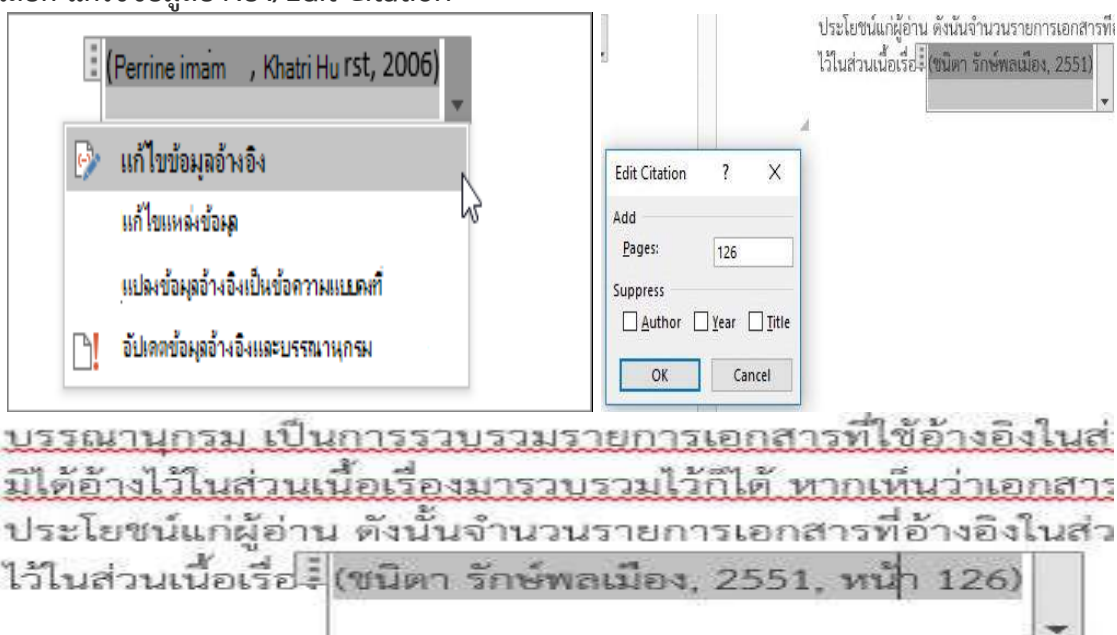 (Perrine imam , Khatri Hu rst, 2006)
แก้ไขข้อมูลอ้างอิง
แก้ไขแหล่งข้อมูล
แปลงข้อมูลอ้างอิงเป็นข้อความแบบคงที่
อัปเดตข้อมูลอ้างอิงและบรรณานุกรม
ประโยชน์แก่ผู้อ่าน ดังนั้นจำนวนรายการเอกสารที่
ไว้ในส่วนเนื้อเรื่อง (ชนิตา รักษ์พลเมือง, 2551)
Edit Citation ? X
Add
Pages: 126
Suppress
Author Year Title
OK Cancel
บรรณานุกรม เป็นการรวบรวมรายการเอกสารที่ใช้อ้างอิงในส่
มิได้อ้างไว้ในส่วนเนื้อเรื่องมารวบรวมไว้ก็ได้ หากเห็นว่าเอกสาร
ประโยชน์แก่ผู้อ่าน ดังนั้นจำนวนรายการเอกสารที่อ้างอิงในส่ว
ไว้ในส่วนเนื้อเรื่อ (ชนิตา รักษ์พลเมือง, 2551, หน้า 126)